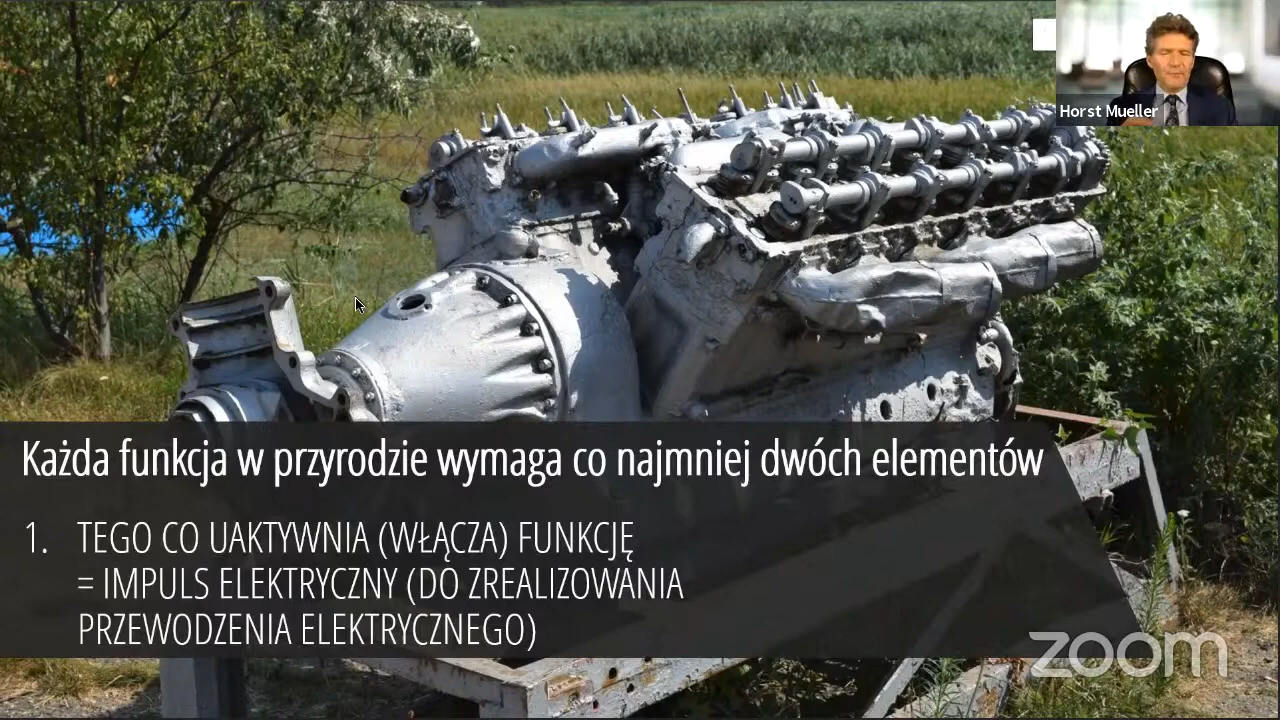 Horst Mueller
Każda funkcja w przyrodzie wymaga co najmniej dwóch elementów
1. TEGO CO UAKTYWNIA (WŁĄCZA) FUNKCJĘ
= IMPULS ELEKTRYCZNY (DO ZREALIZOWANIA
PRZEWODZENIA ELEKTRYCZNEGO)
zoom